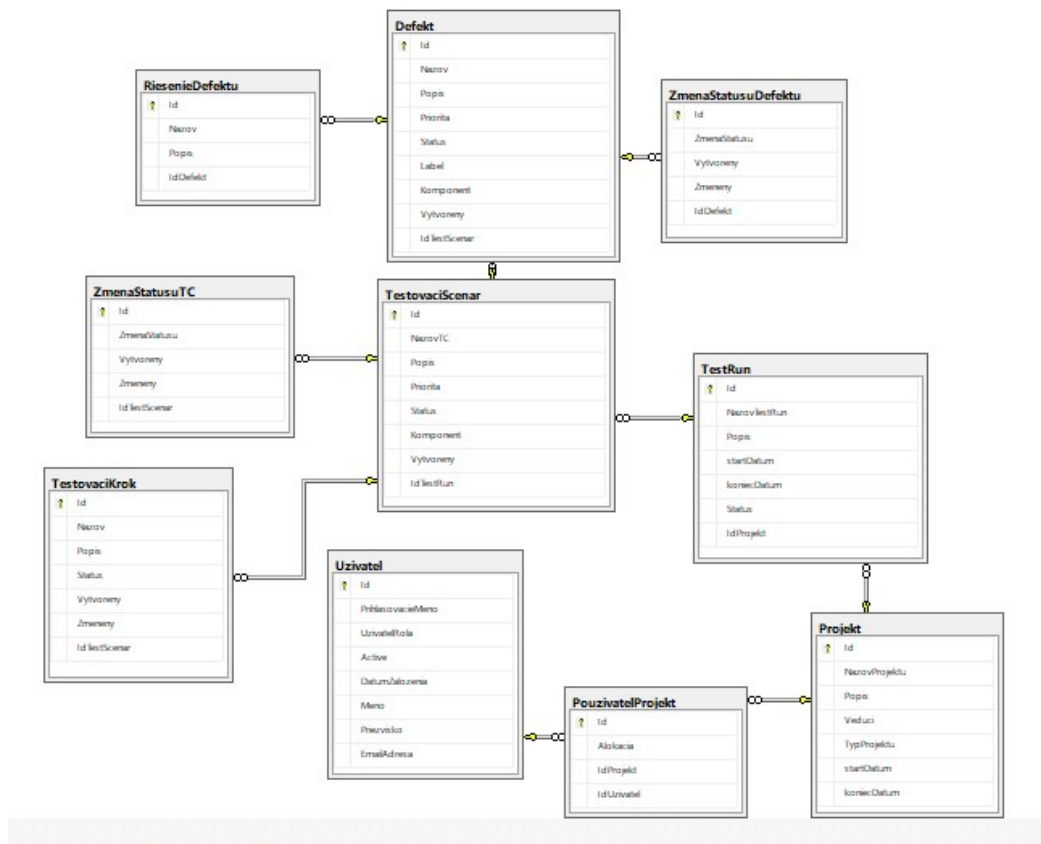 Defekt
Id
Nazov
Popis
Priorita
Status
Label
Komponent
Vytvoreny
IdTestScenar
RiesenieDefektu
Id
Nazov
Popis
IdDefekt
ZmenaStatusuDefektu
Id
ZmenaStatusu
Vytvoreny
Zmeneny
IdDefekt
ZmenaStatusuTC
Id
ZmenaStatusu
Vytvoreny
Zmeneny
IdTestScenar
TestovaciScenar
Id
NazovTC
Popis
Priorita
Status
Komponent
Vytvoreny
IdTestRun
TestRun
Id
NazovTestRun
Popis
startDatum
koniecDatum
Status
IdProjekt
TestovaciKrok
Id
Nazov
Popis
Status
Vytvoreny
Zmeneny
IdTestScenar
Uzivatel
Id
PrihlasovacieMeno
UzivatelRola
Active
DatumZalozenia
Meno
Priezvisko
EmailAdresa
PouzivatelProjekt
Id
Alokacia
IdProjekt
IdUzivatel
Projekt
Id
NazovProjektu
Popis
Veduci
TypProjektu
startDatum
koniecDatum